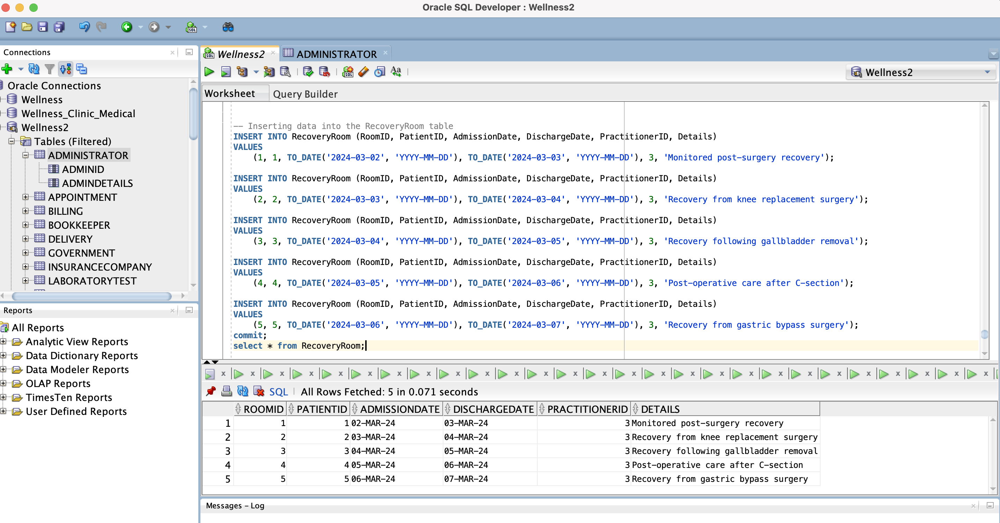 Oracle SQL Developer : Wellness2
Connections
Oracle Connections
Wellness
Wellness_Clinic_Medical
Wellness2
Tables (Filtered)
ADMINISTRATOR
ADMINID
ADMINDETAILS
APPOINTMENT
BILLING
BOOKKEEPER
DELIVERY
GOVERNMENT
INSURANCECOMPANY
LABORATORYTEST
Reports
All Reports
Analytic View Reports
Data Dictionary Reports
Data Modeler Reports
OLAP Reports
TimesTen Reports
User Defined Reports
Wellness2 ADMINISTRATOR
Wellness2
Worksheet Query Builder
-- Inserting data into the RecoveryRoom table
INSERT INTO RecoveryRoom (RoomID, PatientID, AdmissionDate, DischargeDate, PractitionerID, Details)
VALUES
(1, 1, TO_DATE('2024-03-02', 'YYYY-MM-DD'), TO_DATE('2024-03-03', 'YYYY-MM-DD'), 3, 'Monitored post-surgery recovery');
INSERT INTO RecoveryRoom (RoomID, PatientID, AdmissionDate, DischargeDate, PractitionerID, Details)
VALUES
(2, 2, TO_DATE('2024-03-03', 'YYYY-MM-DD'), TO_DATE('2024-03-04', 'YYYY-MM-DD'), 3, 'Recovery from knee replacement surgery');
INSERT INTO RecoveryRoom (RoomID, PatientID, AdmissionDate, DischargeDate, PractitionerID, Details)
VALUES
(3, 3, TO_DATE('2024-03-04', 'YYYY-MM-DD'), TO_DATE('2024-03-05', 'YYYY-MM-DD'), 3, 'Recovery following gallbladder removal');
INSERT INTO RecoveryRoom (RoomID, PatientID, AdmissionDate, DischargeDate, PractitionerID, Details)
VALUES
(4, 4, TO_DATE('2024-03-05', 'YYYY-MM-DD'), TO_DATE('2024-03-06', 'YYYY-MM-DD'), 3, 'Post-operative care after C-section');
INSERT INTO RecoveryRoom (RoomID, PatientID, AdmissionDate, DischargeDate, PractitionerID, Details)
VALUES
(5, 5, TO_DATE('2024-03-06', 'YYYY-MM-DD'), TO_DATE('2024-03-07', 'YYYY-MM-DD'), 3, 'Recovery from gastric bypass surgery');
commit;
select * from RecoveryRoom;
SQL | All Rows Fetched: 5 in 0.071 seconds
ROOMID PATIENTID ADMISSIONDATE DISCHARGEDATE PRACTITIONERID DETAILS
1 1 1 02-MAR-24 03-MAR-24 3 Monitored post-surgery recovery
2 2 2 03-MAR-24 04-MAR-24 3 Recovery from knee replacement surgery
3 3 3 04-MAR-24 05-MAR-24 3 Recovery following gallbladder removal
4 4 4 05-MAR-24 06-MAR-24 3 Post-operative care after C-section
5 5 5 06-MAR-24 07-MAR-24 3 Recovery from gastric bypass surgery
Messages - Log